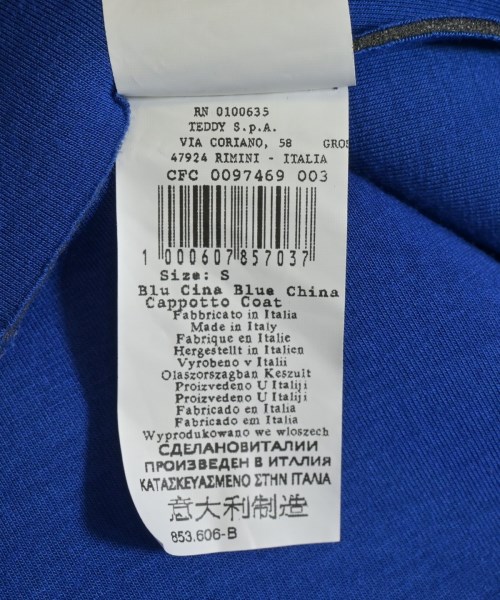 RN 0100635
TEDDY S.p.A.
VIA CORIANO, 58 GROS
47924 RIMINI - ITALIA
CFC 0097469 003
1 000607 857037
Size: S
Blu Cina Blue China
Cappotto Coat
Fabbricato in Italia
Made in Italy
Fabrique en Italie
Hergestellt in Italien
Vyrobeno v Italii
Olaszorszagban Keszult
Proizvedeno U Italiji
Proizvedeno U Italiji
Fabricado en Italia
Fabricado em Italia
Wyprodukowano we wloszech
СДЕЛАНОВИТАЛИИ
ПРОИЗВЕДЕН В ИТАЛИЯ
ΚΑΤΑΣΚΕΥΑΣΜΕΝΟ ΣΤΗΝ ΙΤΑΛΙΑ
意大利制造
853.606-B